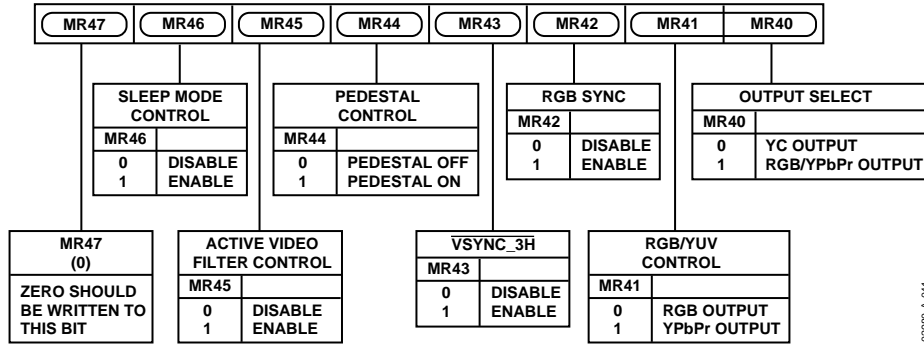 MR47 MR46 MR45 MR44 MR43 MR42 MR41 MR40
SLEEP MODE
CONTROL
MR46
0 DISABLE
1 ENABLE
PEDESTAL
CONTROL
MR44
0 PEDESTAL OFF
1 PEDESTAL ON
RGB SYNC
MR42
0 DISABLE
1 ENABLE
OUTPUT SELECT
MR40
0 YC OUTPUT
1 RGB/YPbPr OUTPUT
MR47
(0)
ZERO SHOULD
BE WRITTEN TO
THIS BIT
ACTIVE VIDEO
FILTER CONTROL
MR45
0 DISABLE
1 ENABLE
VSYNC_3H
MR43
0 DISABLE
1 ENABLE
RGB/YUV
CONTROL
MR41
0 RGB OUTPUT
1 YPbPr OUTPUT